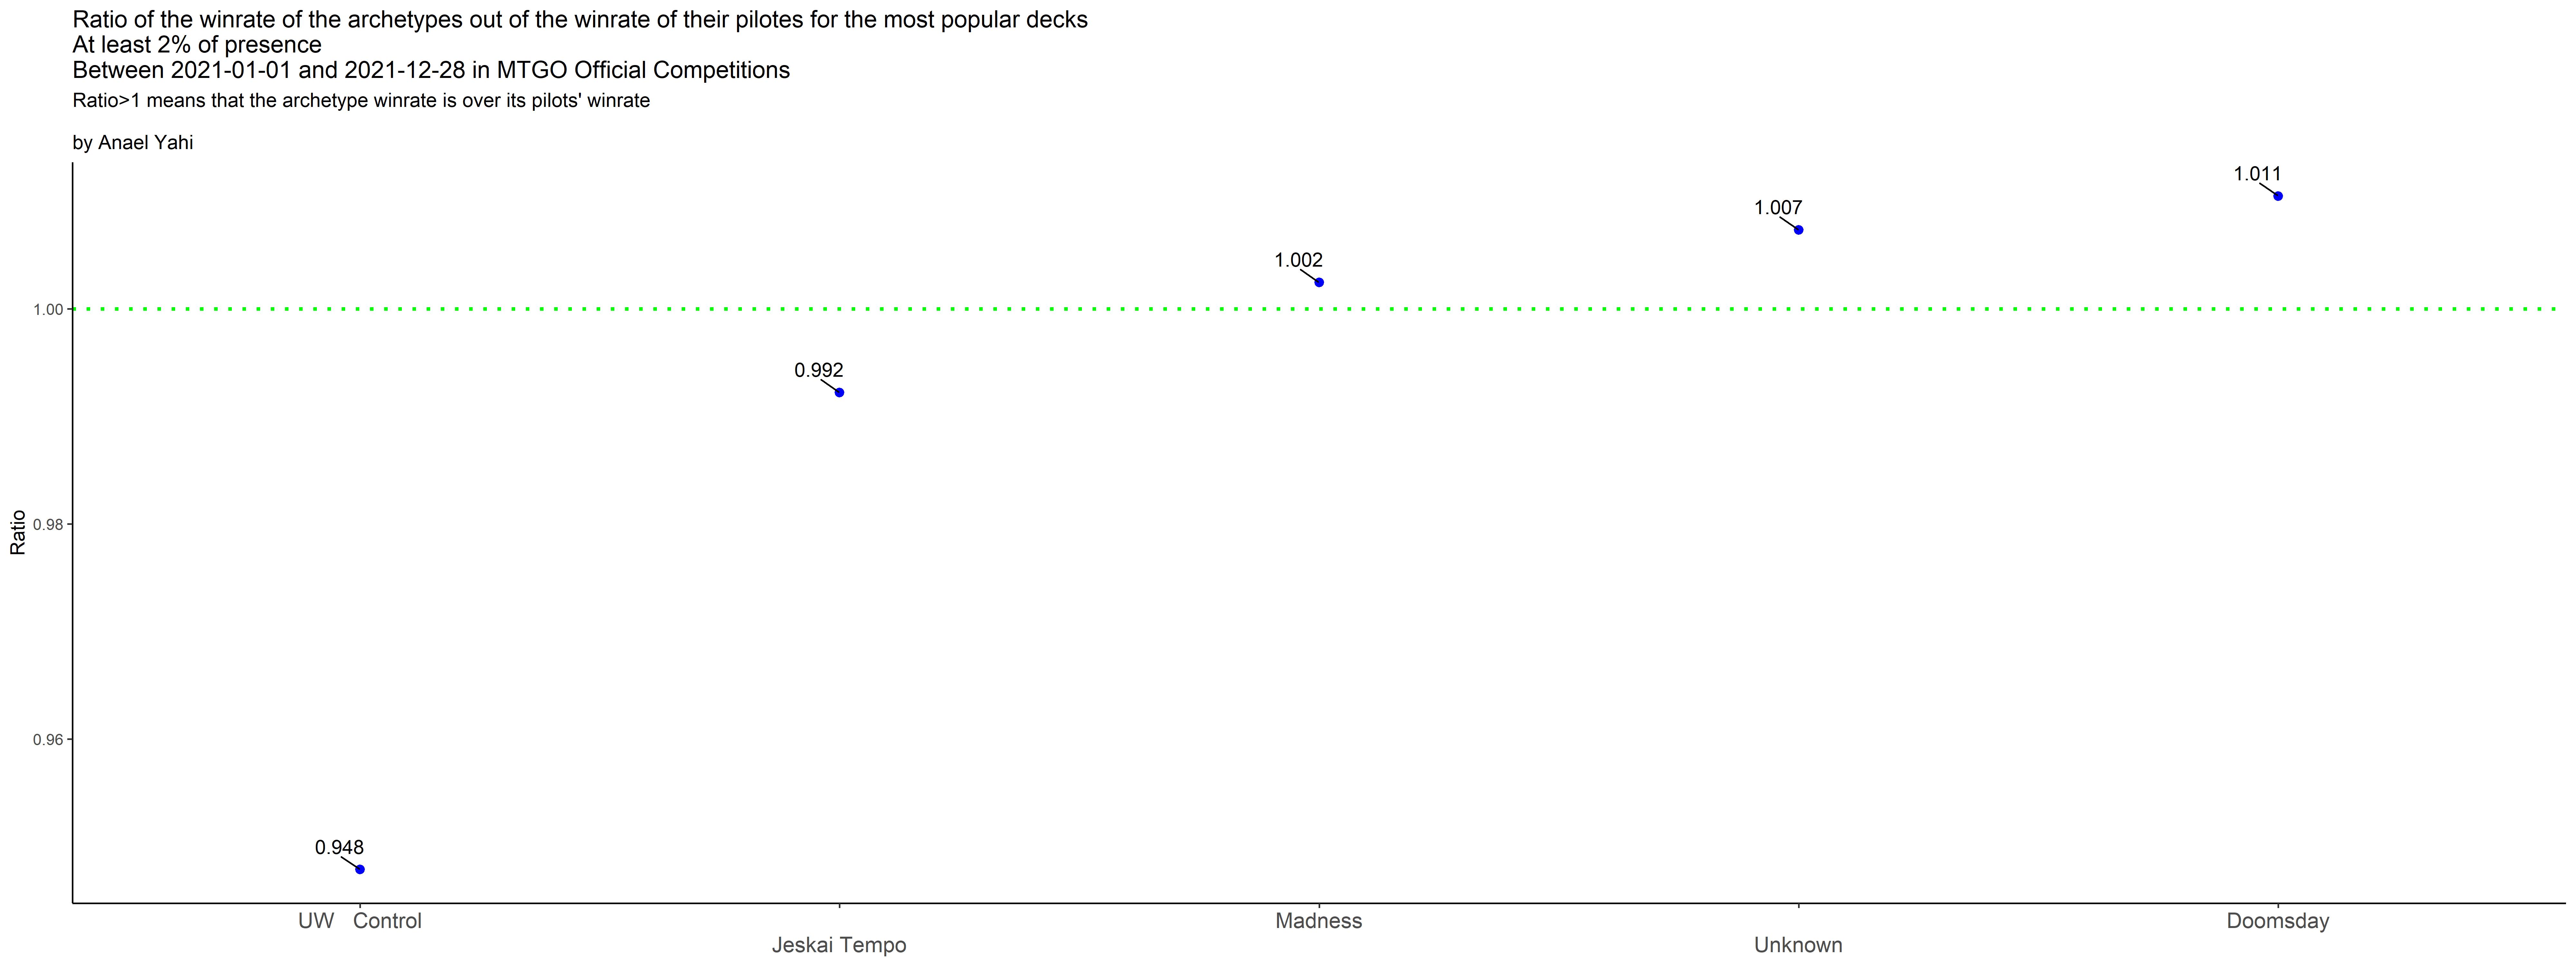 Ratio of the winrate of the archetypes out of the winrate of their pilotes for the most popular decks
At least 2% of presence
Between 2021-01-01 and 2021-12-28 in MTGO Official Competitions
Ratio>1 means that the archetype winrate is over its pilots' winrate
by Anael Yahi
1.011
1.007
1.002
1.00
0.992
0.98
Ratio
0.96
0.948
UW Control
Madness
Doomsday
Jeskai Tempo
Unknown